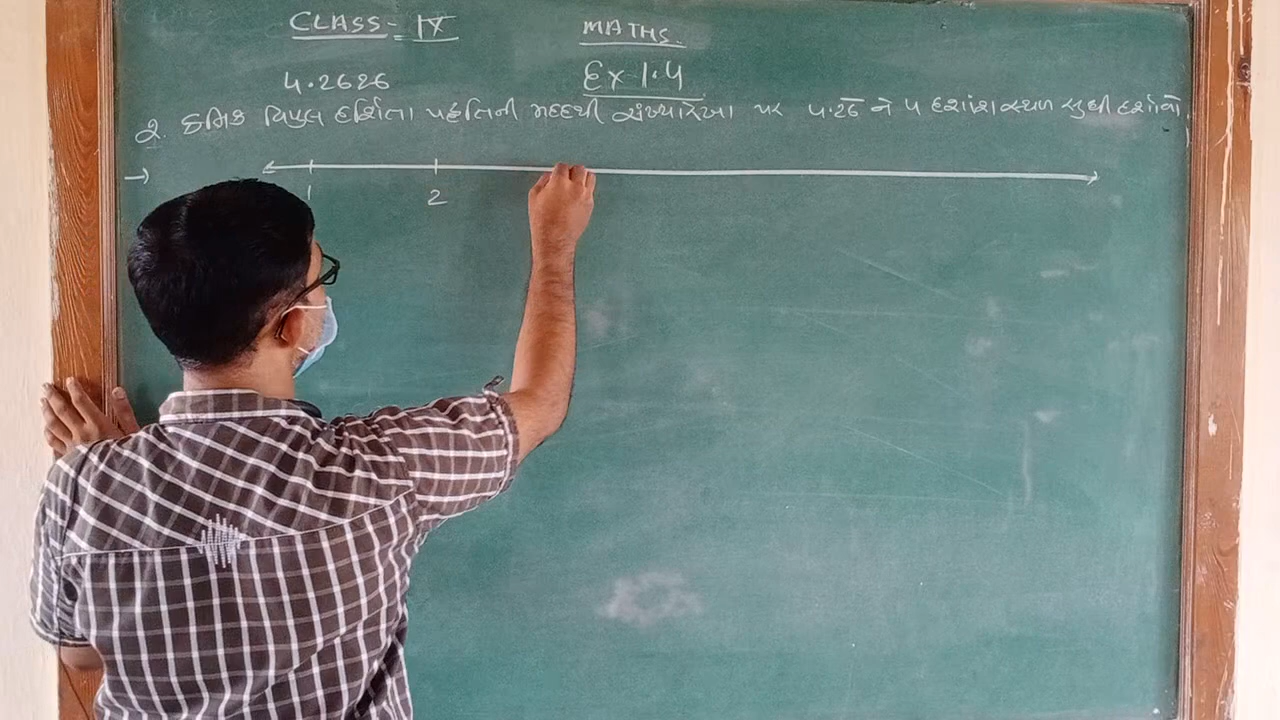 CLASS - IX MATHS.
4.2626 Ex 1.4
2. ક્રમિક વિપુલ દર્શિતા પદ્ધતિની મદદથી સંખ્યારેખા પર 4.26̅ ને 4 દશાંશ સ્થળ સુધી દર્શાવો.
→
1 2